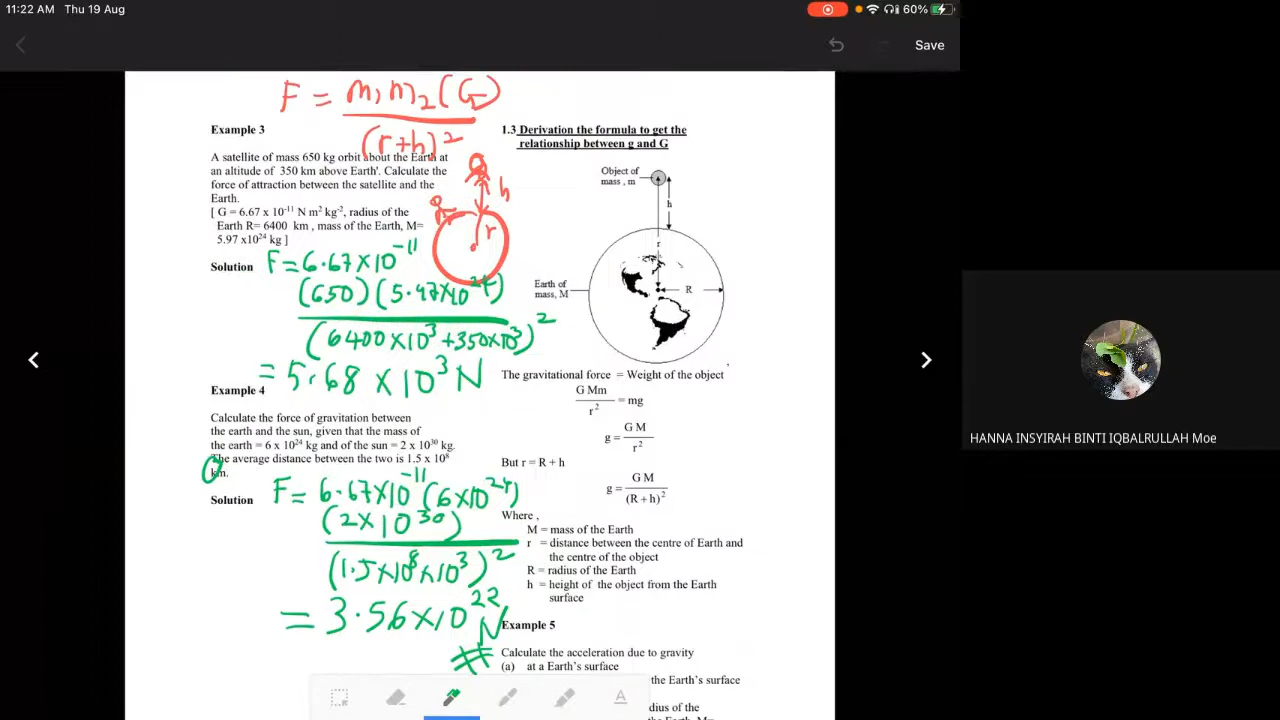 11:22 AM Thu 19 Aug
60%
Save
F = m1m2(G)
(r+h)2
Example 3
A satellite of mass 650 kg orbit about the Earth at
an altitude of 350 km above Earth'. Calculate the
force of attraction between the satellite and the
Earth.
[ G = 6.67 x 10-11 N m2 kg-2, radius of the
Earth R= 6400 km , mass of the Earth, M=
5.97 x1024 kg ]
h
r
Solution
F = 6.67x10-11
(650)(5.97x1024)
(6400x103+350x103)2
= 5.68 x 103 N
Example 4
Calculate the force of gravitation between
the earth and the sun, given that the mass of
the earth = 6 x 1024 kg and of the sun = 2 x 1030 kg.
The average distance between the two is 1.5 x 108
km.
Solution
F = 6.67x10-11 (6x1024)
(2x1030)
(1.5x108x103)2
= 3.56x1022 N
#
1.3 Derivation the formula to get the
relationship between g and G
Object of
mass , m
h
r
Earth of
mass, M
R
The gravitational force = Weight of the object
G Mm
= mg
r2
G M
g =
r2
But r = R + h
G M
g =
(R + h)2
Where ,
M = mass of the Earth
r = distance between the centre of Earth and
the centre of the object
R = radius of the Earth
h = height of the object from the Earth
surface
Example 5
Calculate the acceleration due to gravity
(a) at a Earth's surface
the Earth's surface
dius of the
A
HANNA INSYIRAH BINTI IQBALRULLAH Moe